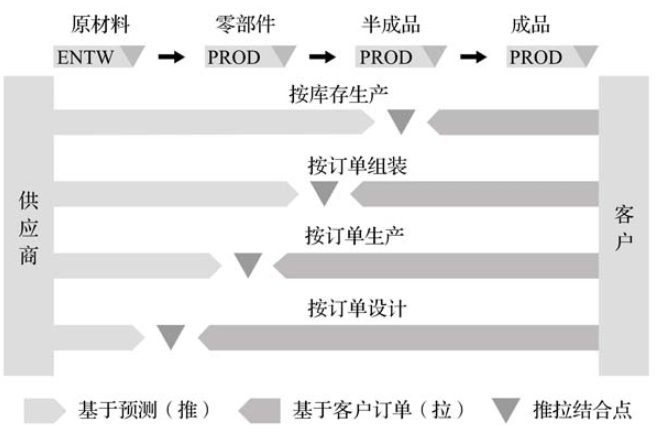 原材料 零部件 半成品 成品
ENTW PROD PROD PROD
按库存生产
按订单组装
按订单生产
按订单设计
供应商
客户
基于预测（推） 基于客户订单（拉） 推拉结合点